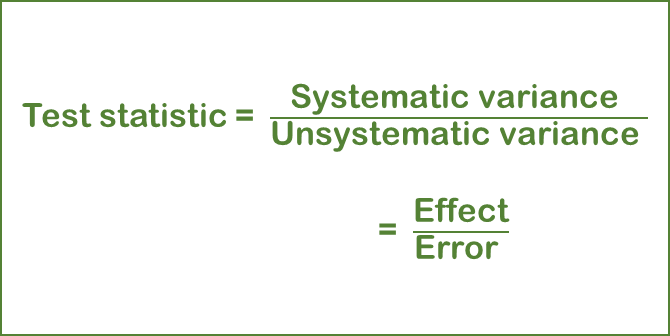 Systematic variance
Test statistic =
Unsystematic variance
Effect
=
Error